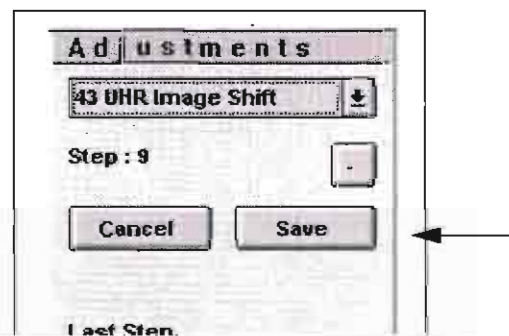 Adjustments
43 UHR Image Shift
Step : 9
.
Cancel Save
Last Step.